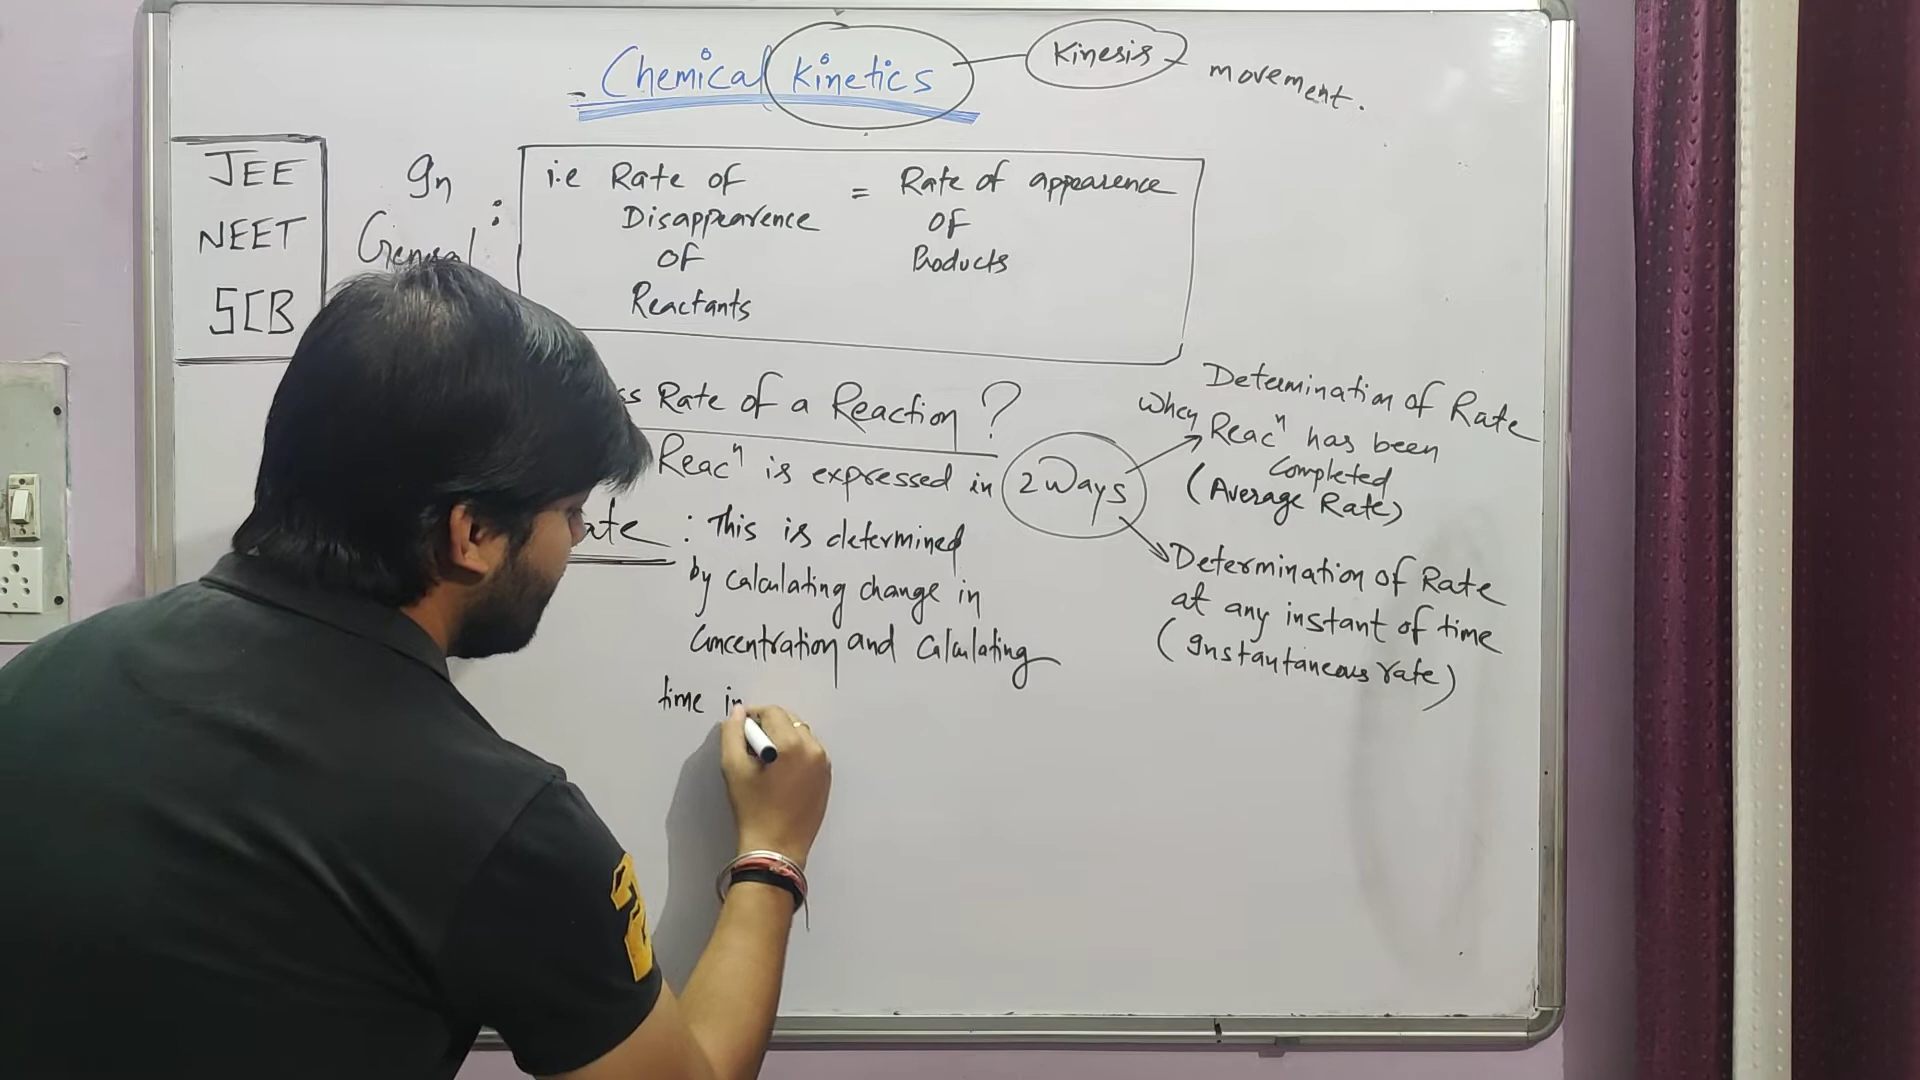 Chemical Kinetics
Kinesis
movement.
JEE
NEET
SCB
In
General :
i.e Rate of
Disappearence
of
Reactants
=
Rate of appearence
of
Products
ss Rate of a Reaction ?
Reacⁿ is expressed in 2 Ways
ate : This is determined
by calculating change in
Concentration and Calculating
time in
Determination of Rate
When Reacⁿ has been
Completed
(Average Rate)
Determination of Rate
at any instant of time
(Instantaneous rate)